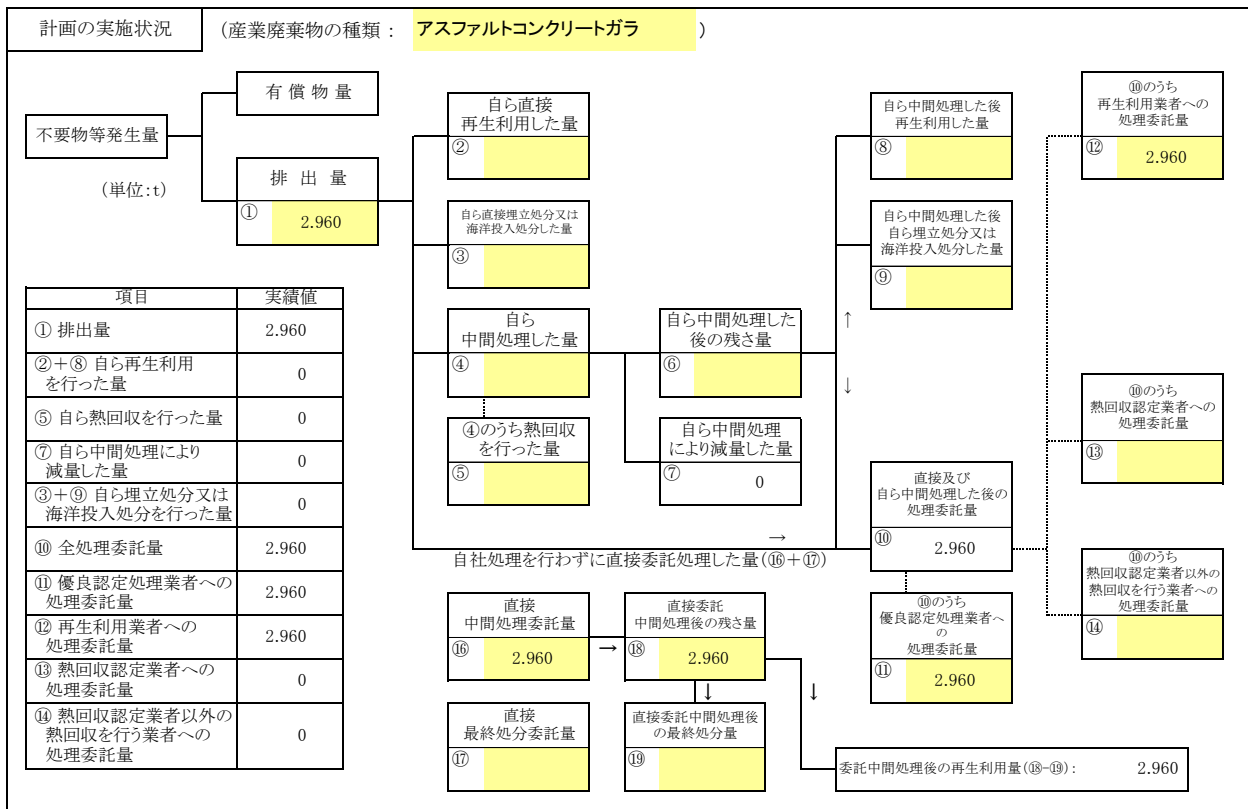 計画の実施状況
(産業廃棄物の種類： アスファルトコンクリートガラ )
不要物等発生量
(単位:t)
有償物量
排出量
① 2.960
自ら直接
再生利用した量
②
自ら直接埋立処分又は
海洋投入処分した量
③
自ら
中間処理した量
④
④のうち熱回収
を行った量
⑤
自ら中間処理した
後の残さ量
⑥
自ら中間処理
により減量した量
⑦ 0
自ら中間処理した後
再生利用した量
⑧
自ら中間処理した後
自ら埋立処分又は
海洋投入処分した量
⑨
↑
↓
直接及び
自ら中間処理した後の
処理委託量
⑩ 2.960
→
自社処理を行わずに直接委託処理した量(⑯+⑰)
⑩のうち
優良認定処理業者へ
の
処理委託量
⑪ 2.960
⑩のうち
再生利用業者への
処理委託量
⑫ 2.960
⑩のうち
熱回収認定業者への
処理委託量
⑬
⑩のうち
熱回収認定業者以外の
熱回収を行う業者への
処理委託量
⑭
直接
中間処理委託量
⑯ 2.960
→
直接委託
中間処理後の残さ量
⑱ 2.960
↓
↓
直接
最終処分委託量
⑰
直接委託中間処理後
の最終処分量
⑲
委託中間処理後の再生利用量(⑱-⑲)： 2.960
項目 実績値
① 排出量 2.960
②+⑧ 自ら再生利用
を行った量 0
⑤ 自ら熱回収を行った量 0
⑦ 自ら中間処理により
減量した量 0
③+⑨ 自ら埋立処分又は
海洋投入処分を行った量 0
⑩ 全処理委託量 2.960
⑪ 優良認定処理業者への
処理委託量 2.960
⑫ 再生利用業者への
処理委託量 2.960
⑬ 熱回収認定業者への
処理委託量 0
⑭ 熱回収認定業者以外の
熱回収を行う業者への
処理委託量 0